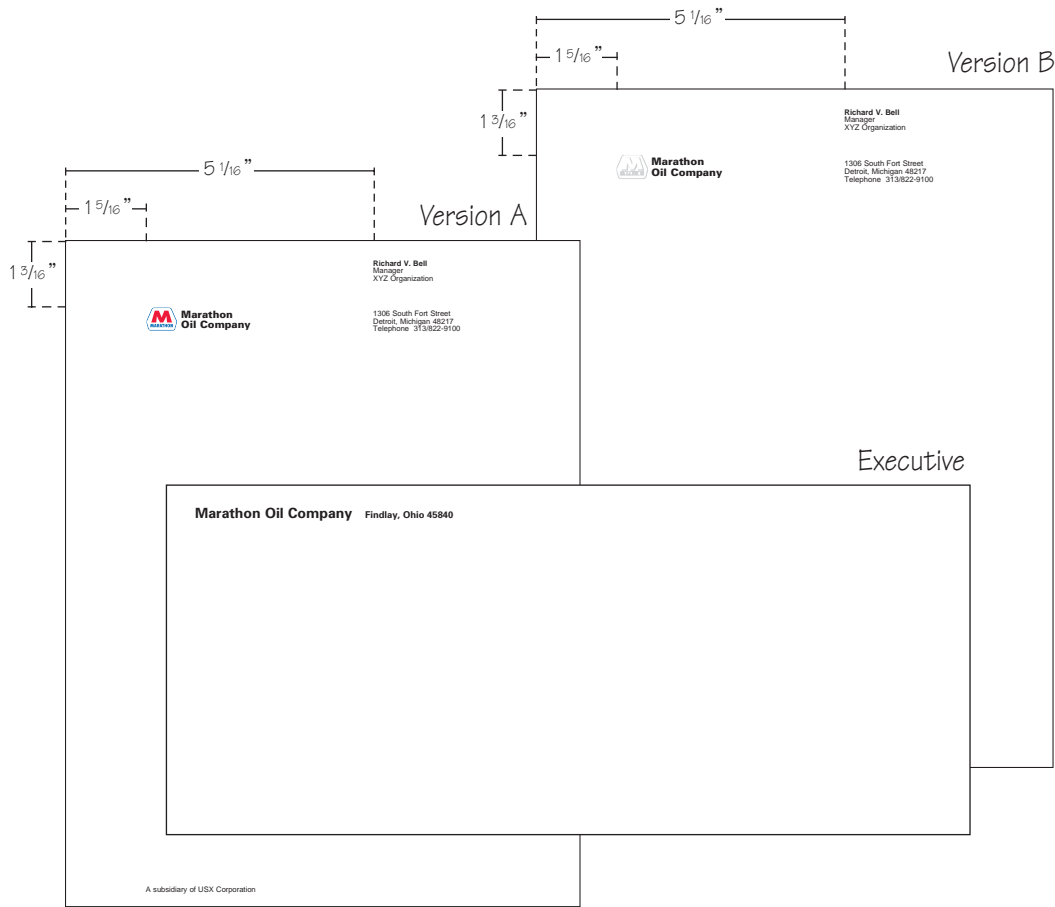 5 1/16”
1 5/16”
Version B
1 3/16”
Richard V. Bell
Manager
XYZ Organization
Marathon
Oil Company
1306 South Fort Street
Detroit, Michigan 48217
Telephone 313/822-9100
5 1/16”
1 5/16”
Version A
1 3/16”
Richard V. Bell
Manager
XYZ Organization
M
MARATHON
Marathon
Oil Company
1306 South Fort Street
Detroit, Michigan 48217
Telephone 313/822-9100
Executive
Marathon Oil Company Findlay, Ohio 45840
A subsidiary of USX Corporation